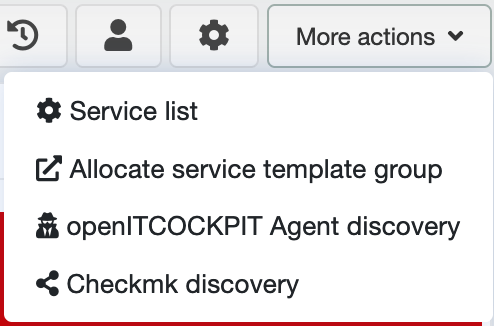 More actions
Service list
Allocate service template group
openITCOCKPIT Agent discovery
Checkmk discovery